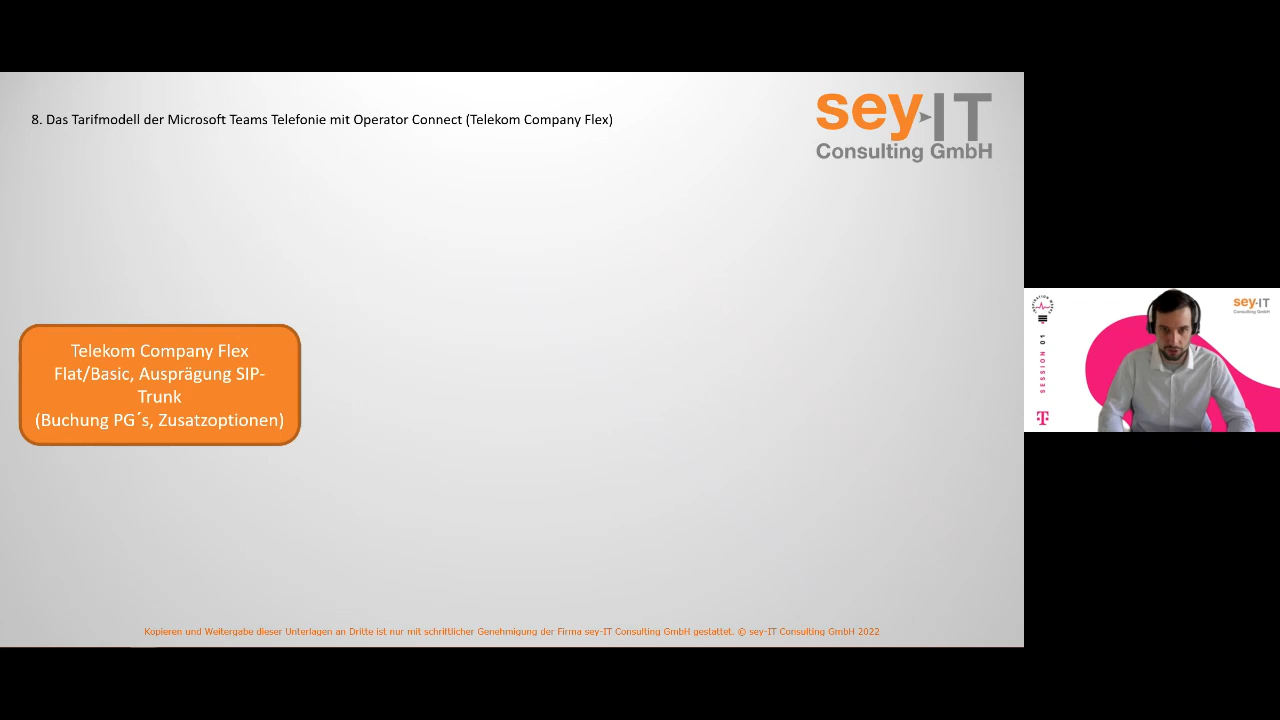 8. Das Tarifmodell der Microsoft Teams Telefonie mit Operator Connect (Telekom Company Flex)
sey IT
Consulting GmbH
Telekom Company Flex
Flat/Basic, Ausprägung SIP-
Trunk
(Buchung PG´s, Zusatzoptionen)
Kopieren und Weitergabe dieser Unterlagen an Dritte ist nur mit schriftlicher Genehmigung der Firma sey-IT Consulting GmbH gestattet. © sey-IT Consulting GmbH 2022
sey IT
Consulting GmbH
SESSION 01
T